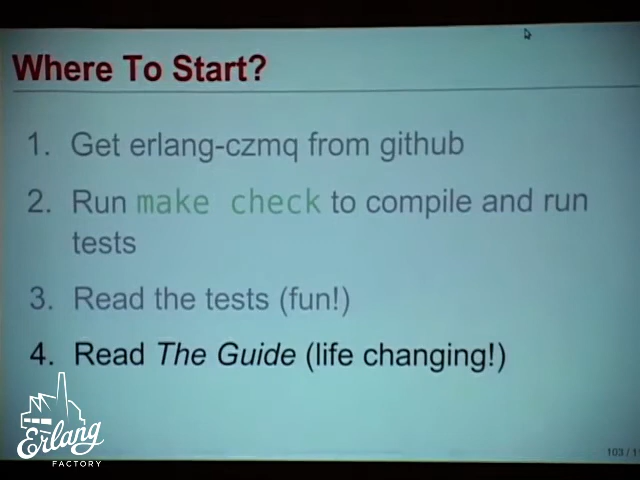 Where To Start?
1. Get erlang-czmq from github
2. Run make check to compile and run
tests
3. Read the tests (fun!)
4. Read The Guide (life changing!)
Erlang
FACTORY
103 /